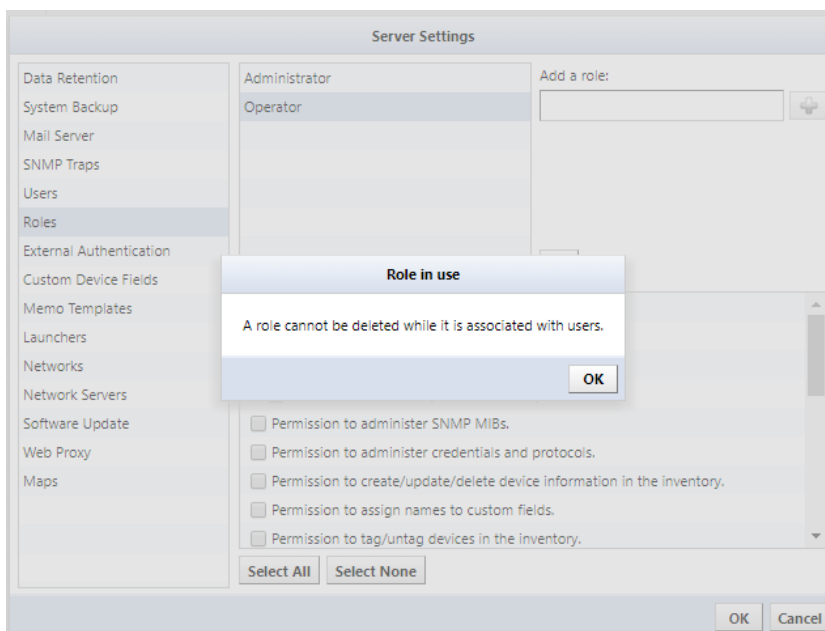 Server Settings
Data Retention
System Backup
Mail Server
SNMP Traps
Users
Roles
External Authentication
Custom Device Fields
Memo Templates
Launchers
Networks
Network Servers
Software Update
Web Proxy
Maps
Administrator
Operator
Add a role:
Role in use
A role cannot be deleted while it is associated with users.
OK
Permission to administer SNMP MIBs.
Permission to administer credentials and protocols.
Permission to create/update/delete device information in the inventory.
Permission to assign names to custom fields.
Permission to tag/untag devices in the inventory.
Select All Select None
OK Cancel